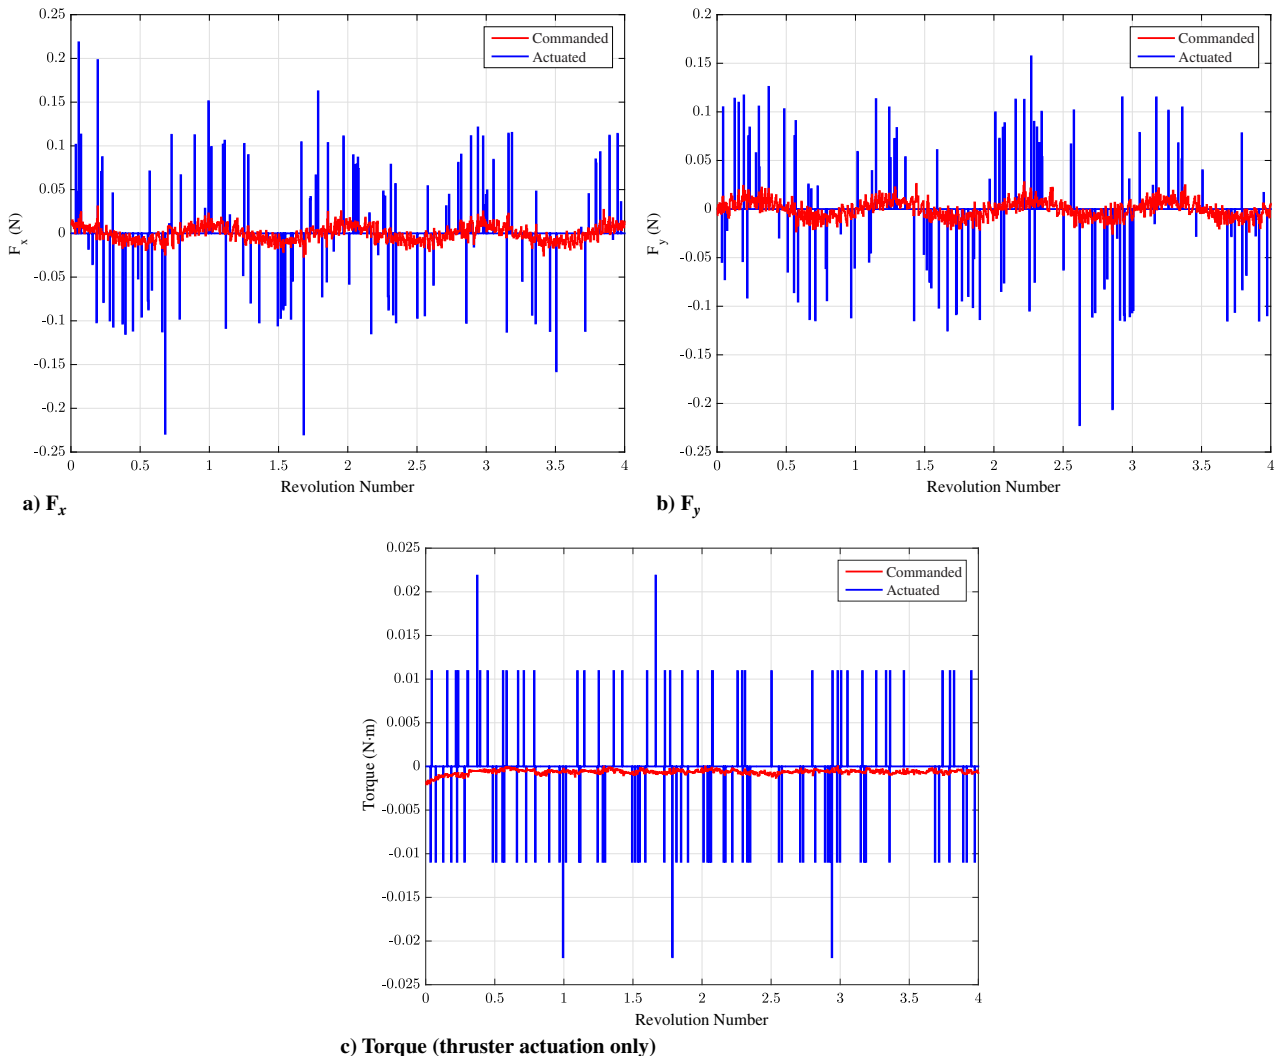 0.25
0.2
0.15
0.1
0.05
0
-0.05
-0.1
-0.15
-0.2
-0.25
F_x (N)
Commanded
Actuated
0 0.5 1 1.5 2 2.5 3 3.5 4
Revolution Number
a) Fx
0.2
0.15
0.1
0.05
0
-0.05
-0.1
-0.15
-0.2
-0.25
F_y (N)
Commanded
Actuated
0 0.5 1 1.5 2 2.5 3 3.5 4
Revolution Number
b) Fy
0.025
0.02
0.015
0.01
0.005
0
-0.005
-0.01
-0.015
-0.02
-0.025
Torque (N·m)
Commanded
Actuated
0 0.5 1 1.5 2 2.5 3 3.5 4
Revolution Number
c) Torque (thruster actuation only)